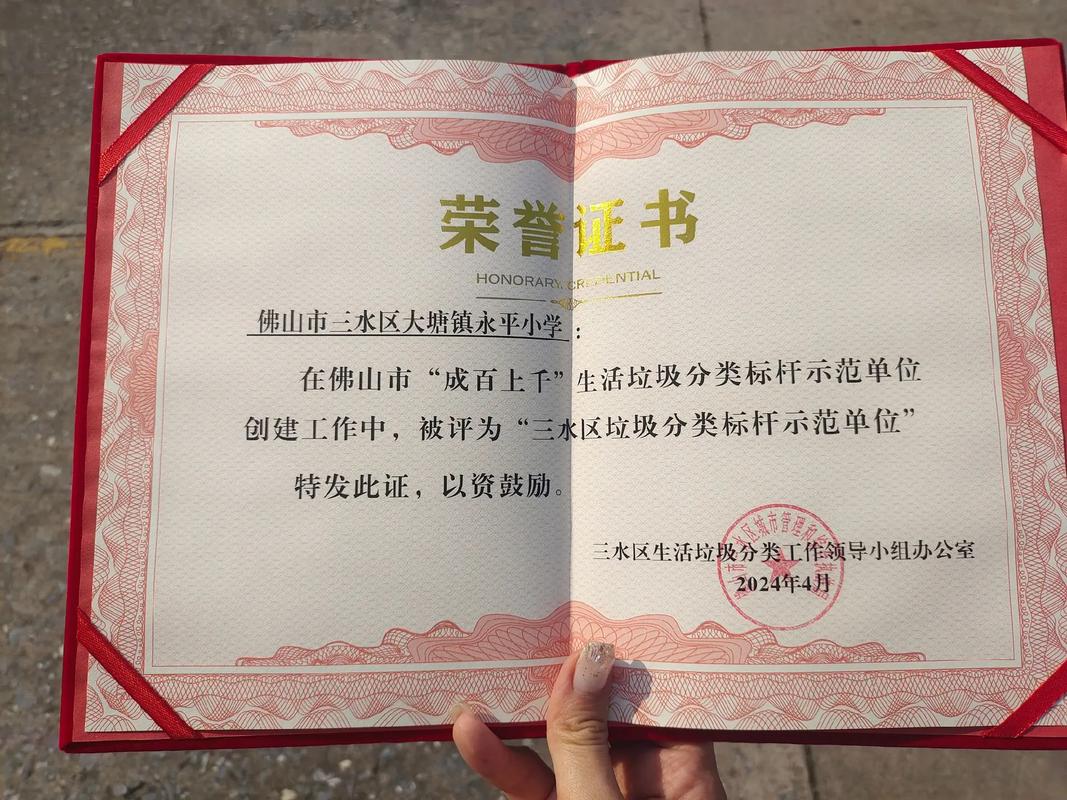 荣誉证书
HONORARY CREDENTIAL
佛山市三水区大塘镇永平小学：
在佛山市“成百上千”生活垃圾分类标杆示范单位
创建工作中，被评为“三水区垃圾分类标杆示范单位”
特发此证，以资鼓励。
三水区生活垃圾分类工作领导小组办公室
2024年4月